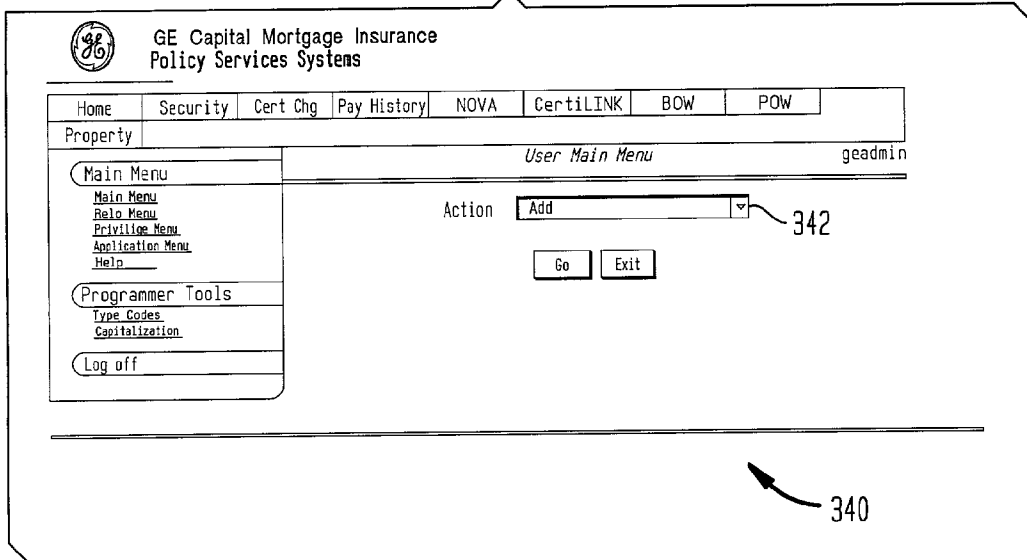 GE
GE Capital Mortgage Insurance
Policy Services Systems
Home Security Cert Chg Pay History NOVA CertiLINK BOW POW
Property
User Main Menu geadmin
Main Menu
Main Menu
Relo Menu
Privilige Menu
Application Menu
Help
Action Add 342
Go Exit
Programmer Tools
Type Codes
Capitalization
Log off
340